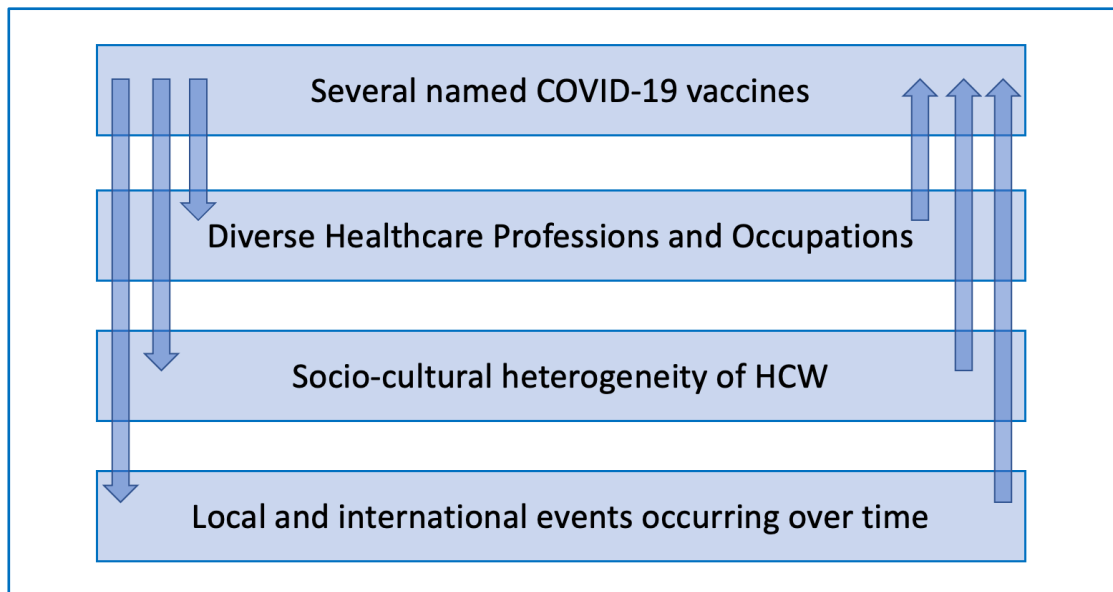 Several named COVID-19 vaccines
Diverse Healthcare Professions and Occupations
Socio-cultural heterogeneity of HCW
Local and international events occurring over time